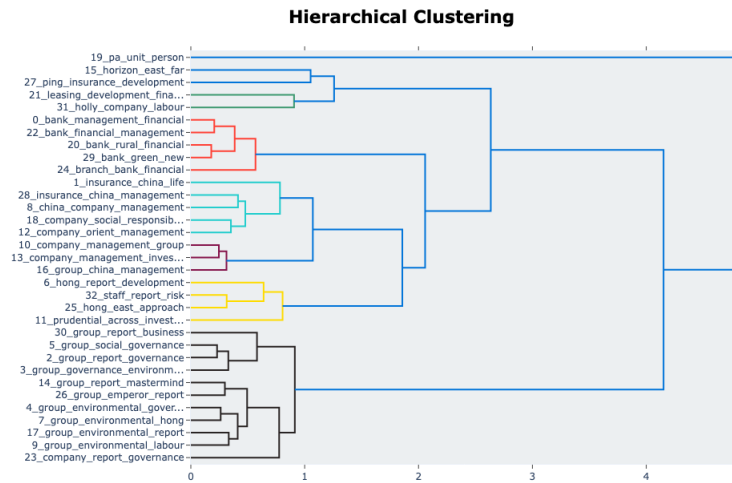 Hierarchical Clustering
19_pa_unit_person
15_horizon_east_far
27_ping_insurance_development
21_leasing_development_fina...
31_holly_company_labour
0_bank_management_financial
22_bank_financial_management
20_bank_rural_financial
29_bank_green_new
24_branch_bank_financial
1_insurance_china_life
28_insurance_china_management
8_china_company_management
18_company_social_responsib...
12_company_orient_management
10_company_management_group
13_company_management_inves...
16_group_china_management
6_hong_report_development
32_staff_report_risk
25_hong_east_approach
11_prudential_across_invest...
30_group_report_business
5_group_social_governance
2_group_report_governance
3_group_governance_environm...
14_group_report_mastermind
26_group_emperor_report
4_group_environmental_gover...
7_group_environmental_hong
17_group_environmental_report
9_group_environmental_labour
23_company_report_governance
0 1 2 3 4